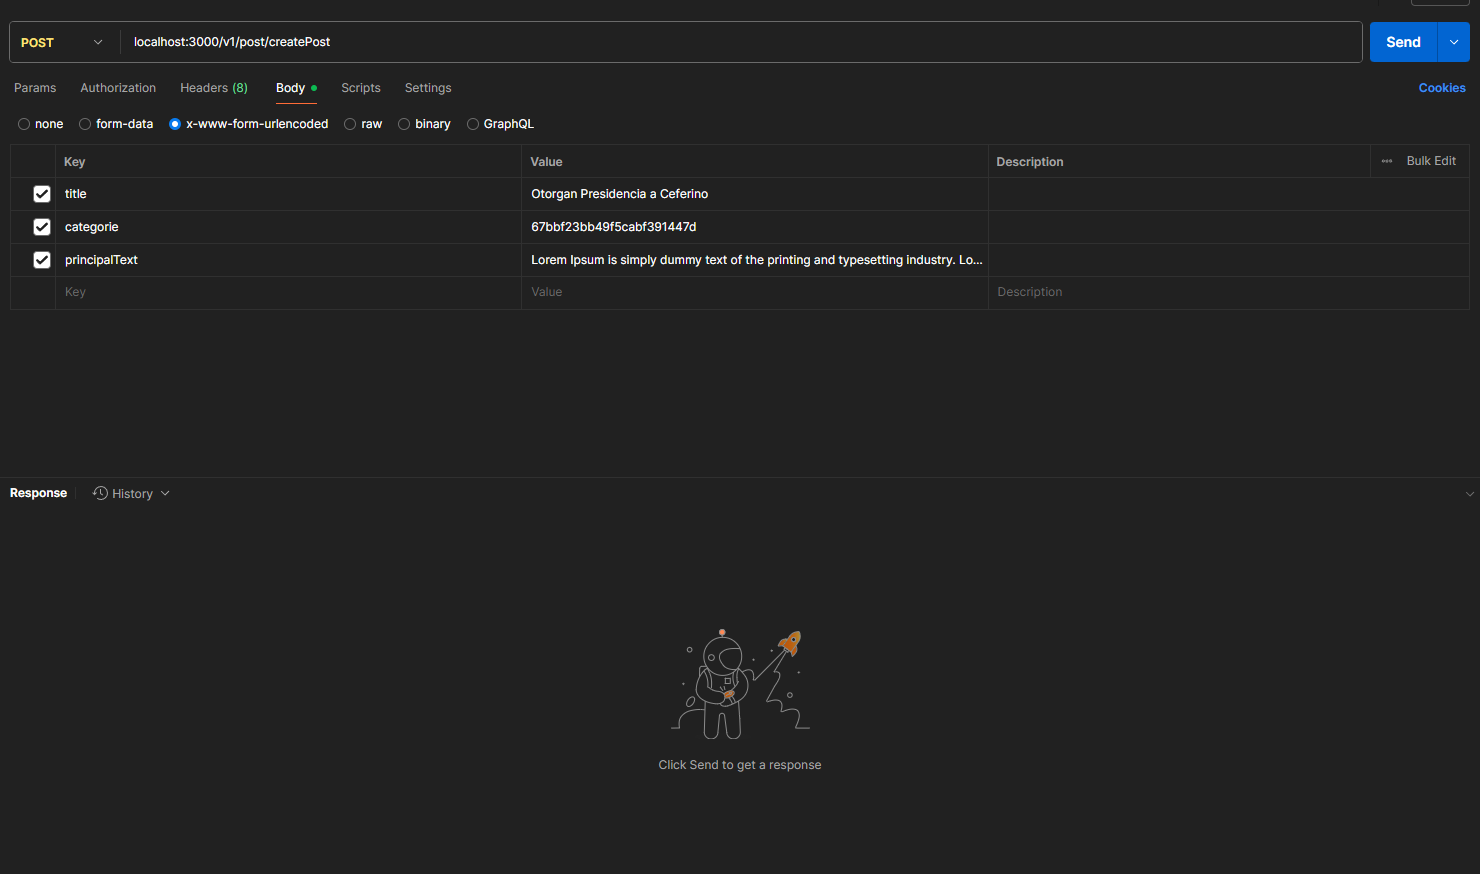 POST localhost:3000/v1/post/createPost Send
Params Authorization Headers (8) Body Scripts Settings Cookies
none form-data x-www-form-urlencoded raw binary GraphQL
Key Value Description Bulk Edit
title Otorgan Presidencia a Ceferino
categorie 67bbf23bb49f5cabf391447d
principalText Lorem Ipsum is simply dummy text of the printing and typesetting industry. Lo...
Key Value Description
Response History
Click Send to get a response